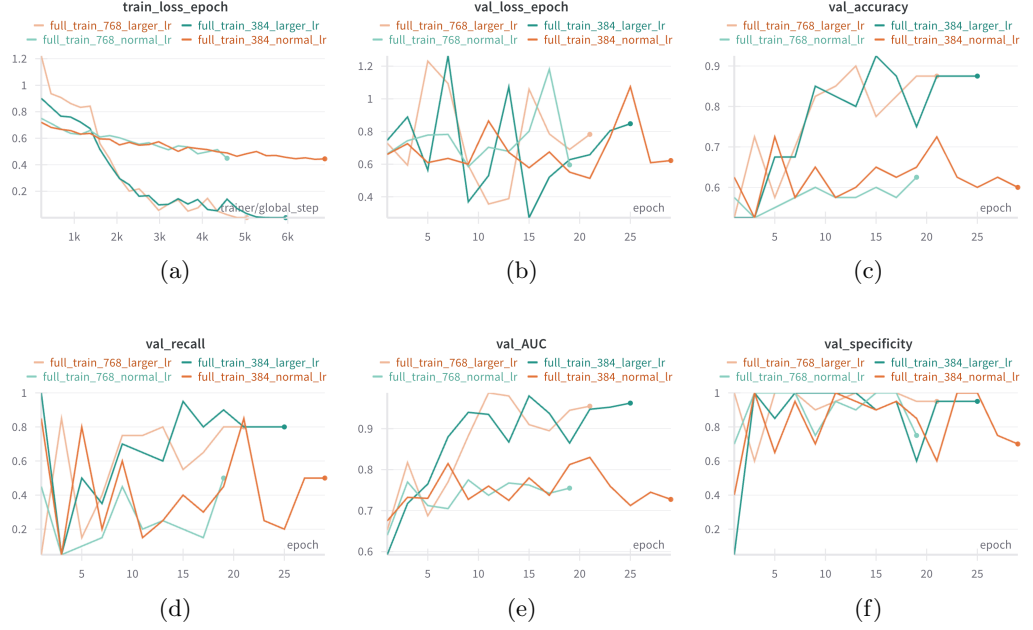 train_loss_epoch
full_train_768_larger_lr full_train_384_larger_lr
full_train_768_normal_lr full_train_384_normal_lr
1.2
1
0.8
0.6
0.4
0.2
trainer/global_step
1k 2k 3k 4k 5k 6k
(a)
val_loss_epoch
full_train_768_larger_lr full_train_384_larger_lr
full_train_768_normal_lr full_train_384_normal_lr
1.2
1
0.8
0.6
0.4
epoch
5 10 15 20 25
(b)
val_accuracy
full_train_768_larger_lr full_train_384_larger_lr
full_train_768_normal_lr full_train_384_normal_lr
0.9
0.8
0.7
0.6
epoch
5 10 15 20 25
(c)
val_recall
full_train_768_larger_lr full_train_384_larger_lr
full_train_768_normal_lr full_train_384_normal_lr
1
0.8
0.6
0.4
0.2
epoch
5 10 15 20 25
(d)
val_AUC
full_train_768_larger_lr full_train_384_larger_lr
full_train_768_normal_lr full_train_384_normal_lr
0.9
0.8
0.7
0.6
epoch
5 10 15 20 25
(e)
val_specificity
full_train_768_larger_lr full_train_384_larger_lr
full_train_768_normal_lr full_train_384_normal_lr
1
0.8
0.6
0.4
0.2
epoch
5 10 15 20 25
(f)